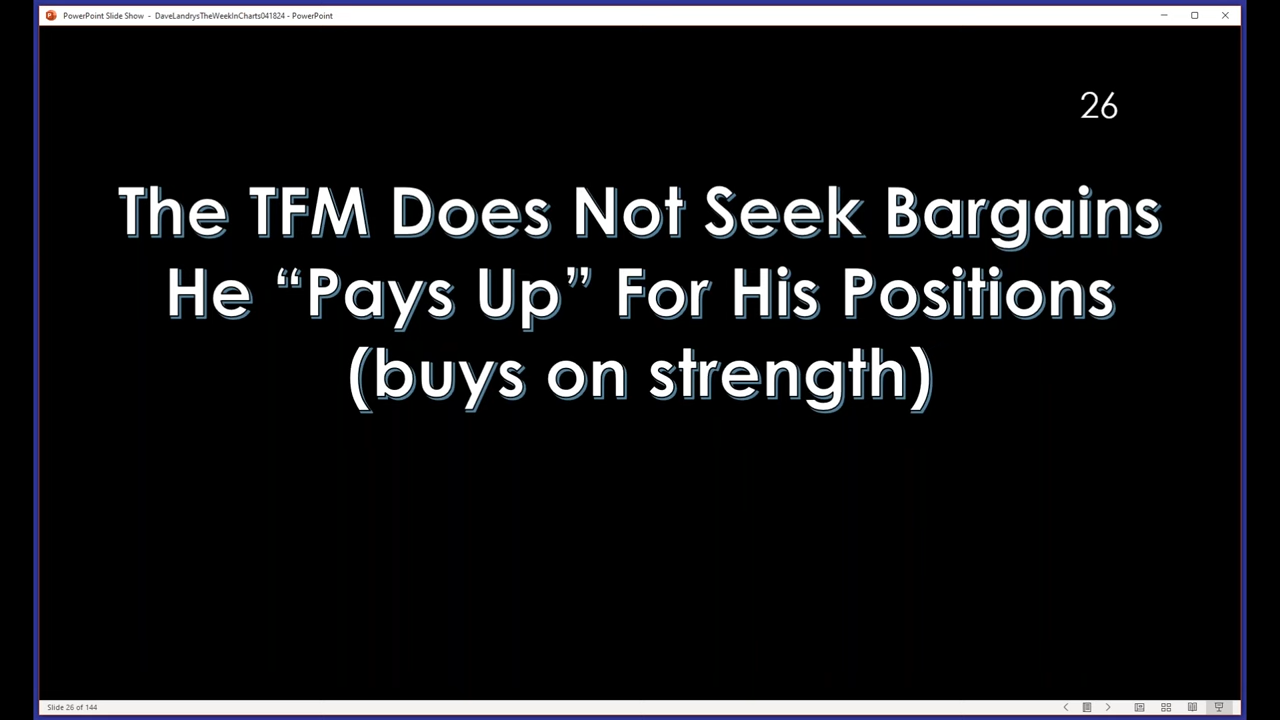 PowerPoint Slide Show - DaveLandrysTheWeekInCharts041824 - PowerPoint
26
The TFM Does Not Seek Bargains
He “Pays Up” For His Positions
(buys on strength)
Slide 26 of 144